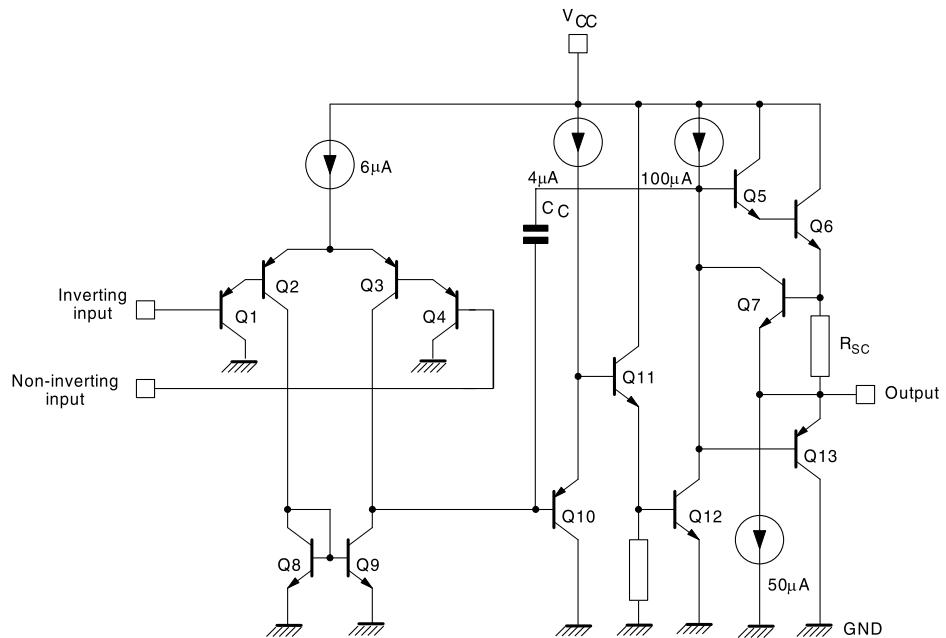 VCC
6µA
4µA
100µA
CC
Q5
Q6
Q2
Q3
Inverting
input
Q1
Q4
Q7
RSC
Non-inverting
input
Q11
Output
Q13
Q10
Q12
Q8
Q9
50µA
GND